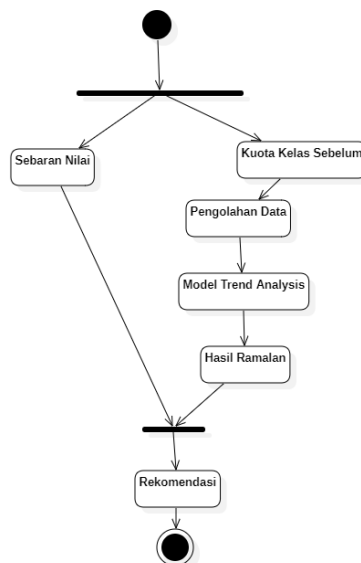 Sebaran Nilai
Kuota Kelas Sebelum
Pengolahan Data
Model Trend Analysis
Hasil Ramalan
Rekomendasi